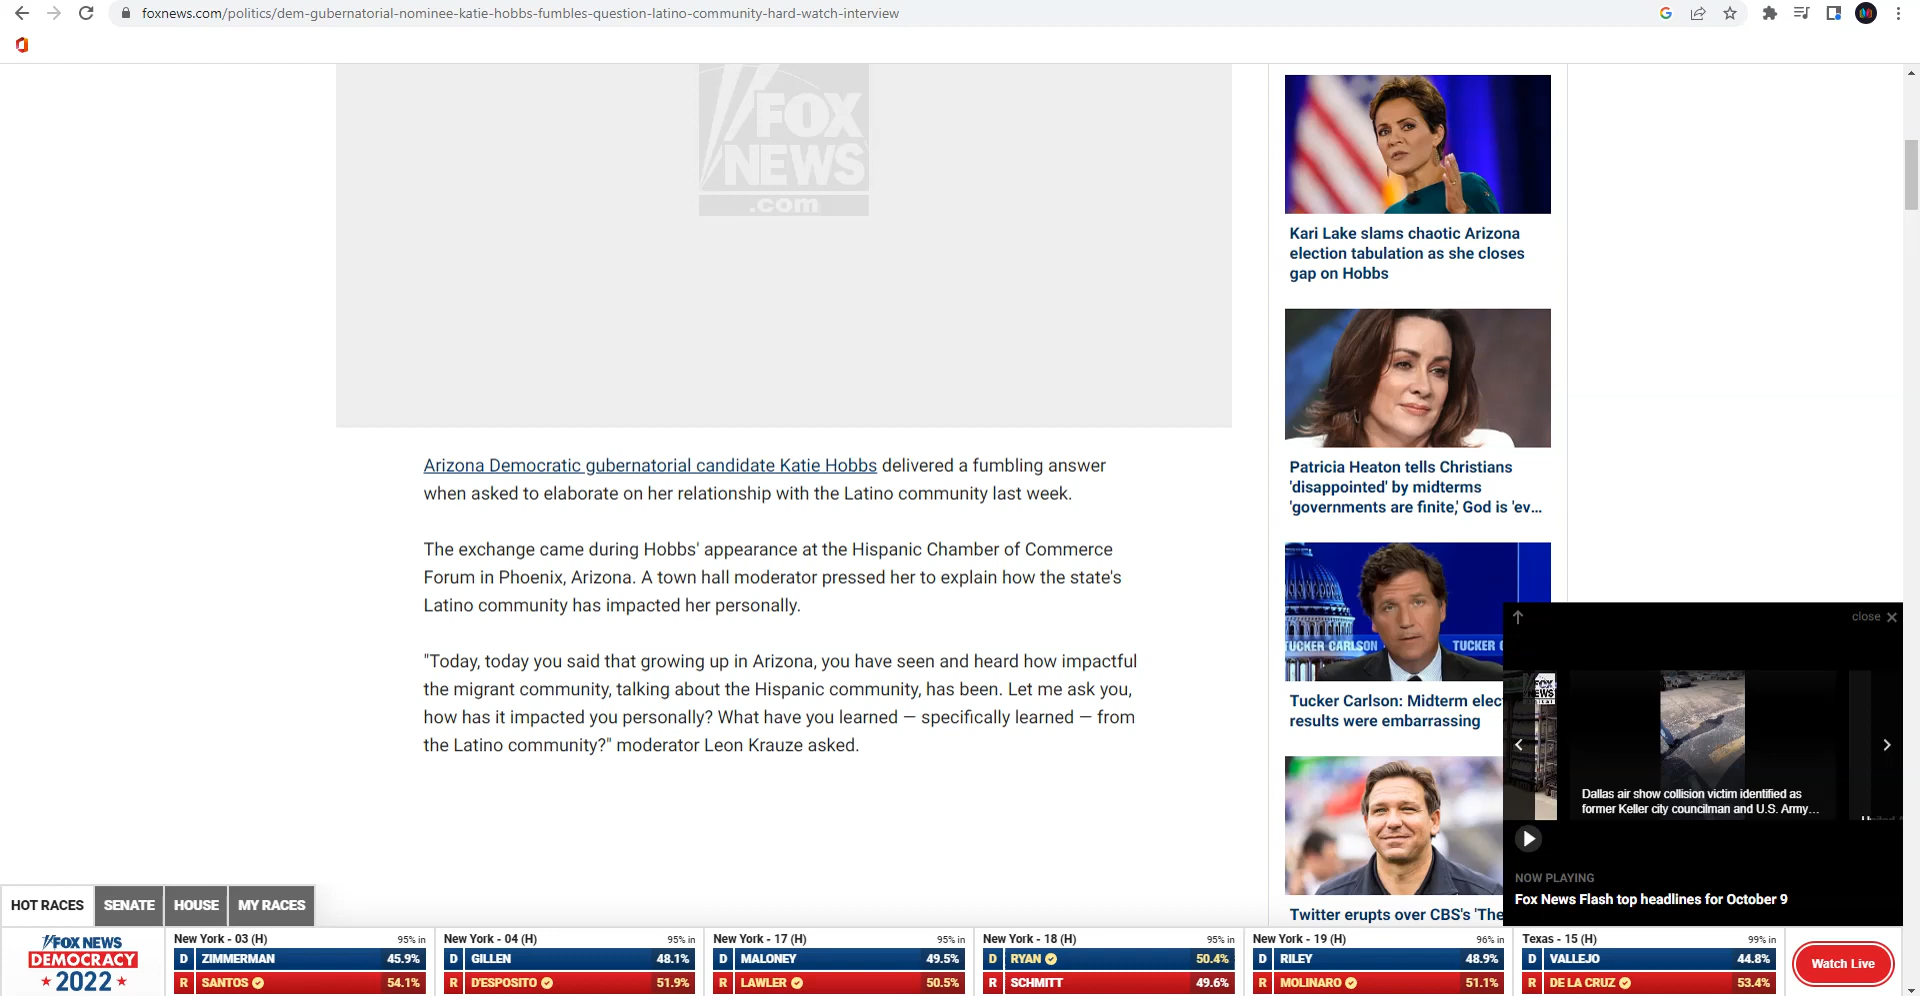 foxnews.com/politics/dem-gubernatorial-nominee-katie-hobbs-fumbles-question-latino-community-hard-watch-interview
FOX
NEWS
.com
Arizona Democratic gubernatorial candidate Katie Hobbs delivered a fumbling answer
when asked to elaborate on her relationship with the Latino community last week.
The exchange came during Hobbs' appearance at the Hispanic Chamber of Commerce
Forum in Phoenix, Arizona. A town hall moderator pressed her to explain how the state's
Latino community has impacted her personally.
"Today, today you said that growing up in Arizona, you have seen and heard how impactful
the migrant community, talking about the Hispanic community, has been. Let me ask you,
how has it impacted you personally? What have you learned — specifically learned — from
the Latino community?" moderator Leon Krauze asked.
Kari Lake slams chaotic Arizona
election tabulation as she closes
gap on Hobbs
Patricia Heaton tells Christians
'disappointed' by midterms
'governments are finite,' God is 'ev...
TUCKER CARLSON
TUCKER
Tucker Carlson: Midterm elec
results were embarrassing
Twitter erupts over CBS's 'The
close
FOX
NEWS
Dallas air show collision victim identified as
former Keller city councilman and U.S. Army...
NOW PLAYING
Fox News Flash top headlines for October 9
HOT RACES
SENATE
HOUSE
MY RACES
FOX NEWS
DEMOCRACY
2022
New York - 03 (H) 95% in
D ZIMMERMAN 45.9%
R SANTOS 54.1%
New York - 04 (H) 95% in
D GILLEN 48.1%
R D'ESPOSITO 51.9%
New York - 17 (H) 95% in
D MALONEY 49.5%
R LAWLER 50.5%
New York - 18 (H) 95% in
D RYAN 50.4%
R SCHMITT 49.6%
New York - 19 (H) 96% in
D RILEY 48.9%
R MOLINARO 51.1%
Texas - 15 (H) 99% in
D VALLEJO 44.8%
R DE LA CRUZ 53.4%
Watch Live